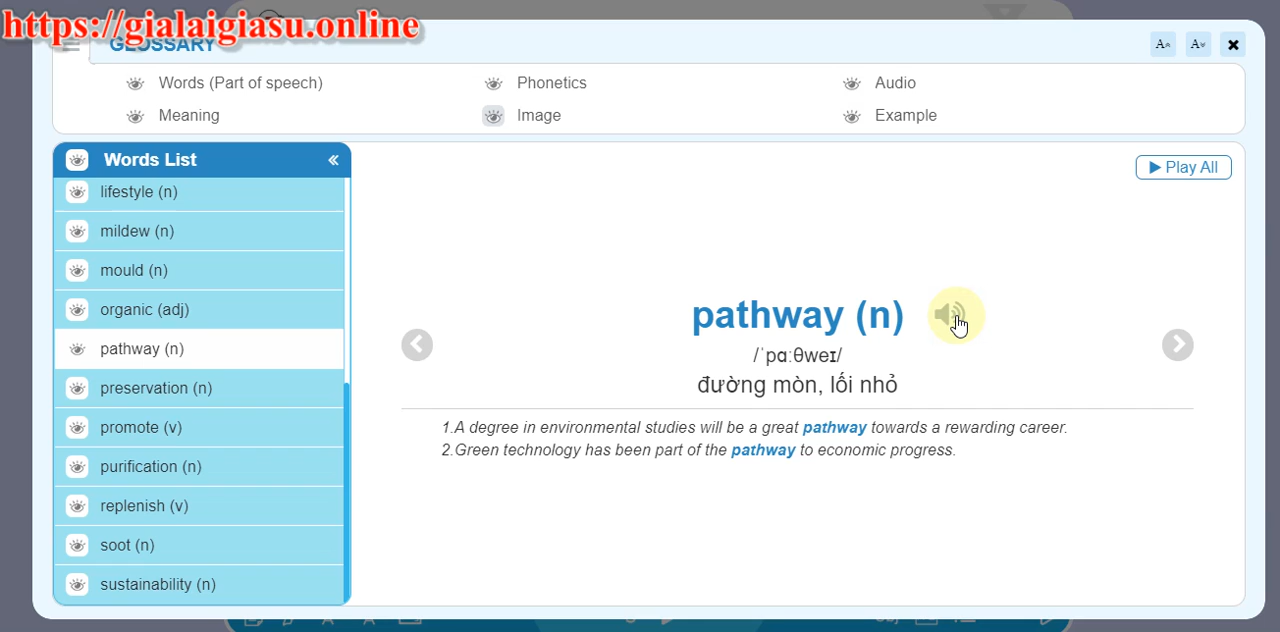 https://gialaigiasu.online
GLOSSARY
A A
Words (Part of speech) Phonetics Audio
Meaning Image Example
Words List
Play All
lifestyle (n)
mildew (n)
mould (n)
organic (adj)
pathway (n)
preservation (n)
promote (v)
purification (n)
replenish (v)
soot (n)
sustainability (n)
pathway (n)
/ˈpɑːθweɪ/
đường mòn, lối nhỏ
1.A degree in environmental studies will be a great pathway towards a rewarding career.
2.Green technology has been part of the pathway to economic progress.